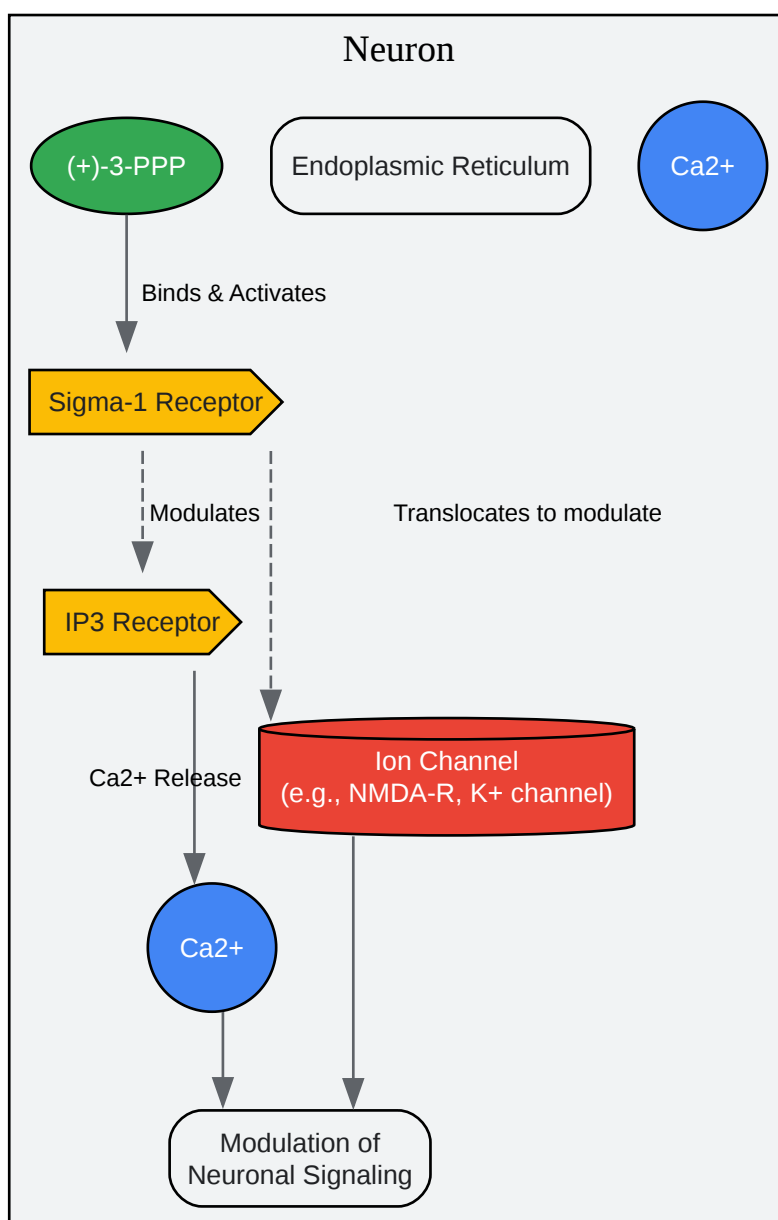 Neuron
(+)-3-PPP
Endoplasmic Reticulum
Ca2+
Binds & Activates
Sigma-1 Receptor
Modulates
Translocates to modulate
IP3 Receptor
Ion Channel
(e.g., NMDA-R, K+ channel)
Ca2+ Release
Ca2+
Modulation of
Neuronal Signaling